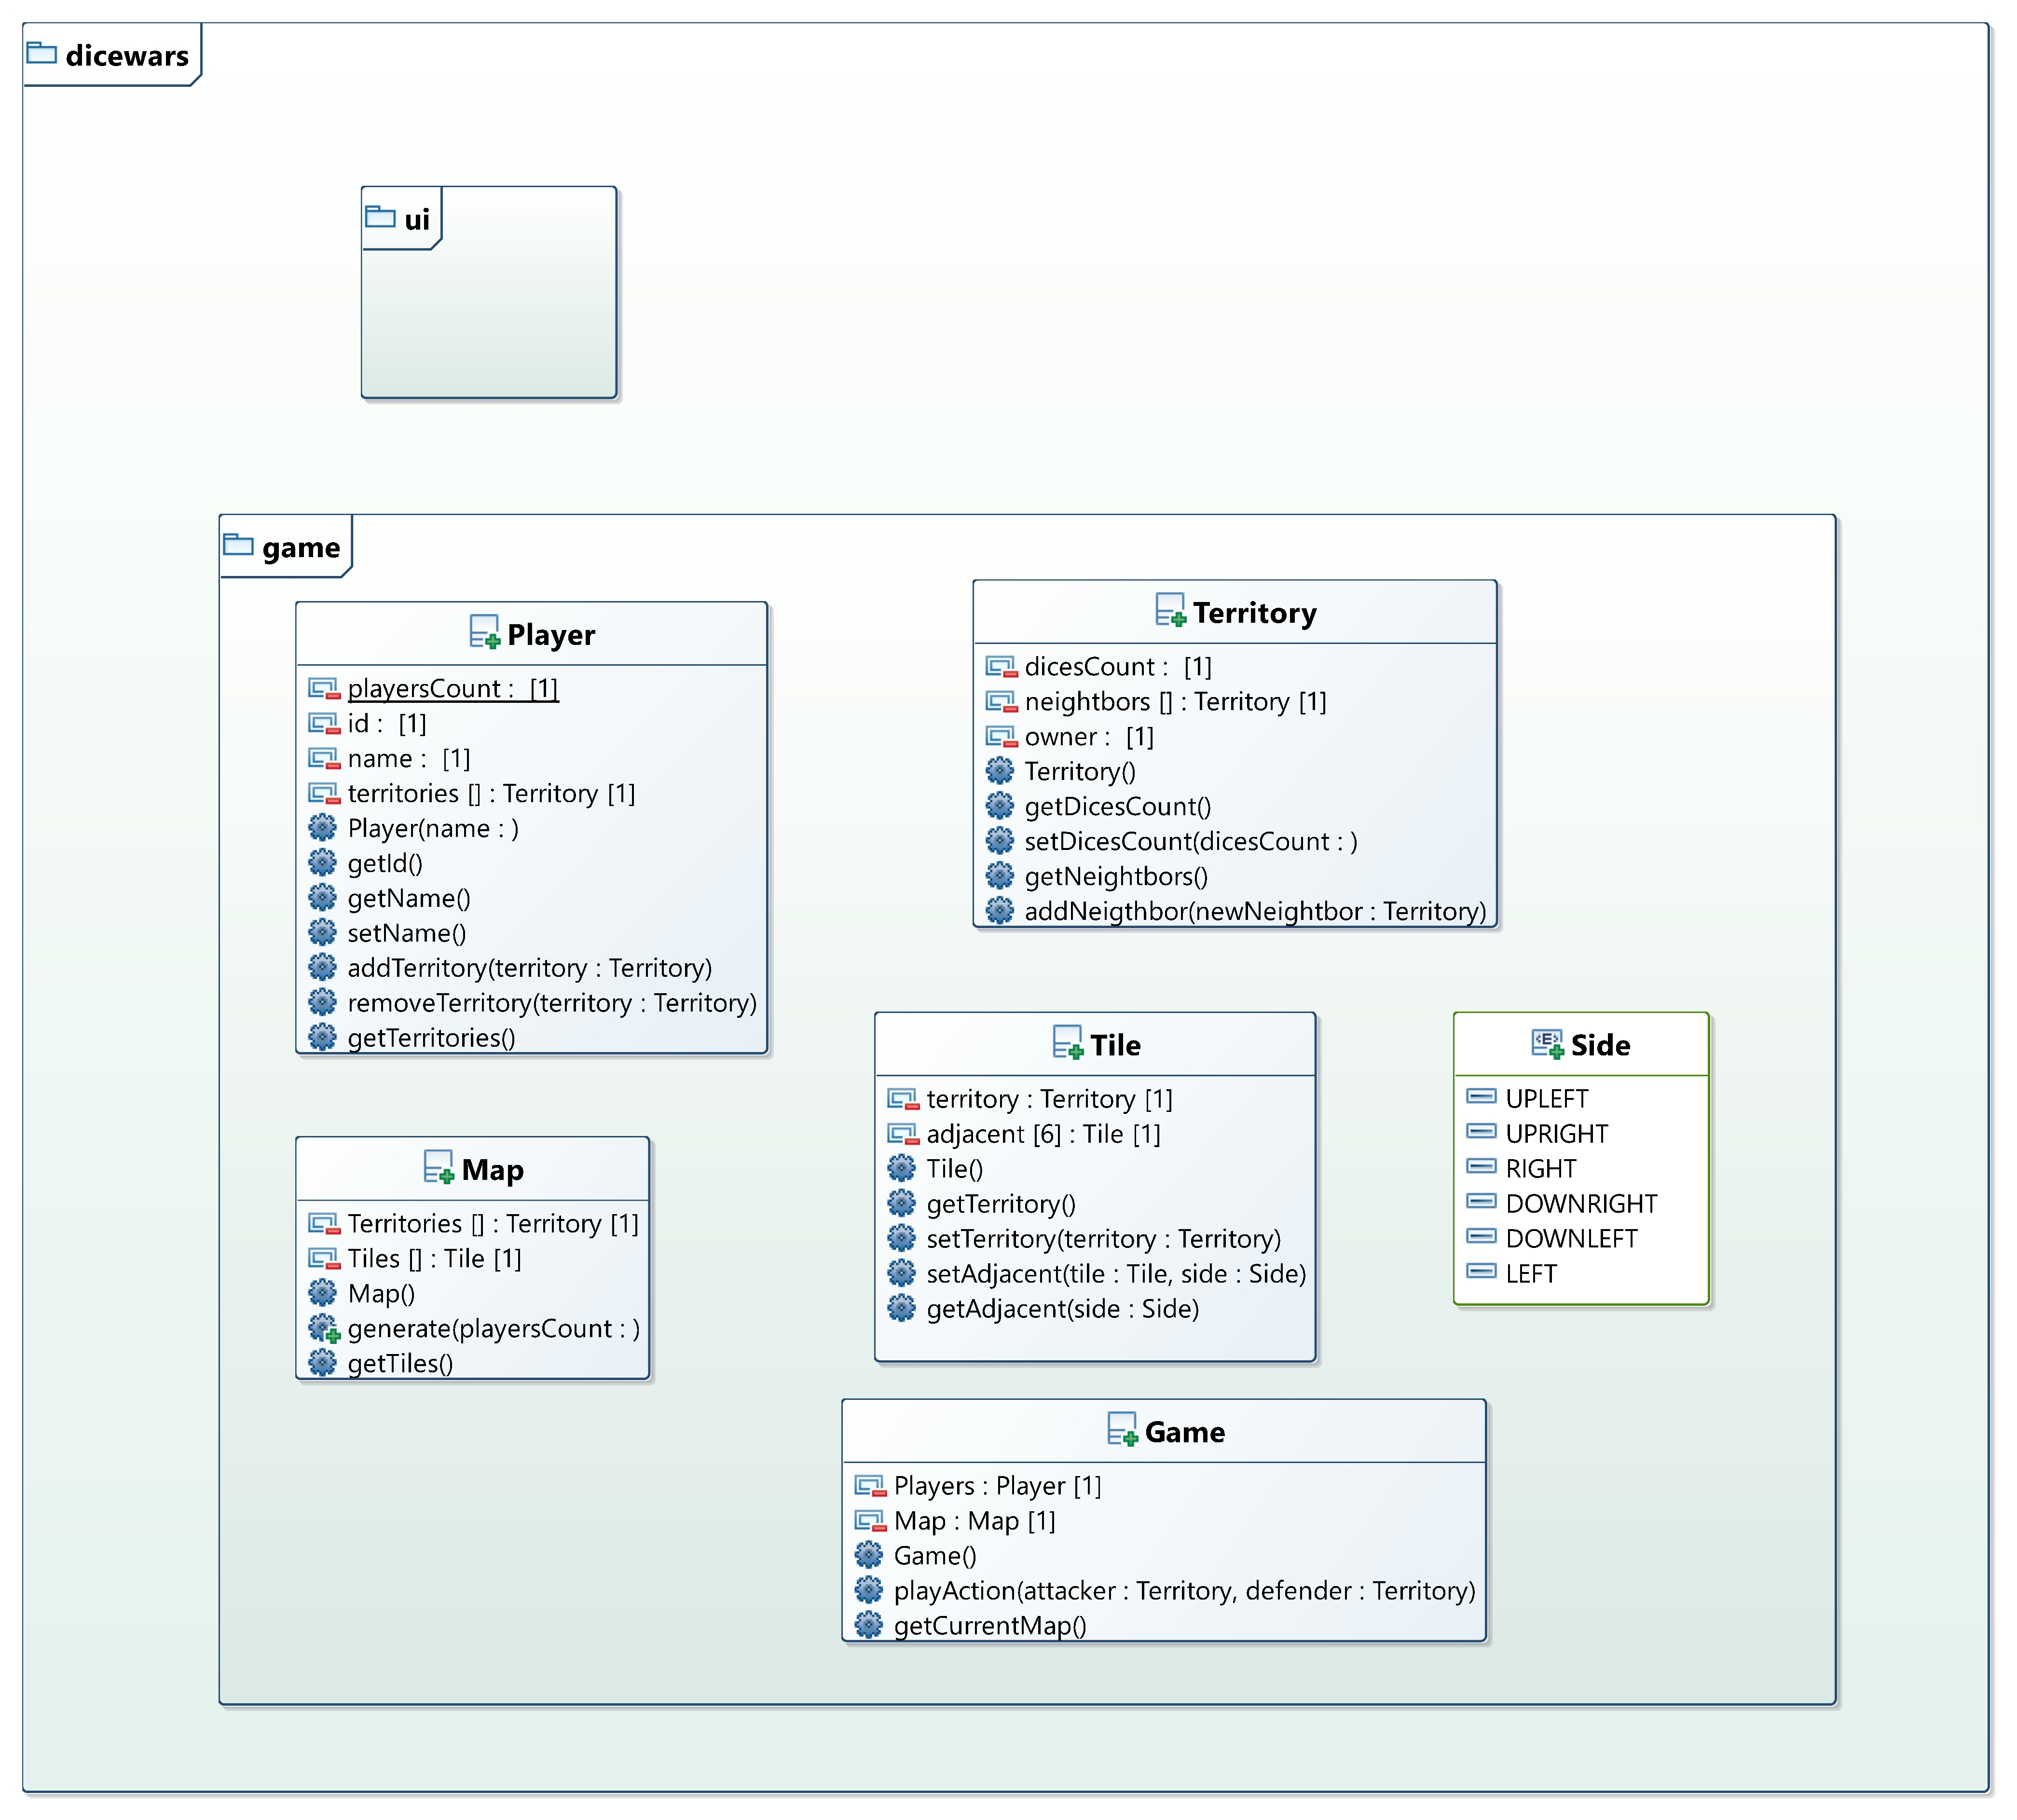 dicewars
ui
game
Player
playersCount :  [1]
id :  [1]
name :  [1]
territories [] : Territory [1]
Player(name : )
getId()
getName()
setName()
addTerritory(territory : Territory)
removeTerritory(territory : Territory)
getTerritories()
Territory
dicesCount :  [1]
neightbors [] : Territory [1]
owner :  [1]
Territory()
getDicesCount()
setDicesCount(dicesCount : )
getNeightbors()
addNeigthbor(newNeightbor : Territory)
Tile
territory : Territory [1]
adjacent [6] : Tile [1]
Tile()
getTerritory()
setTerritory(territory : Territory)
setAdjacent(tile : Tile, side : Side)
getAdjacent(side : Side)
Side
UPLEFT
UPRIGHT
RIGHT
DOWNRIGHT
DOWNLEFT
LEFT
Map
Territories [] : Territory [1]
Tiles [] : Tile [1]
Map()
generate(playersCount : )
getTiles()
Game
Players : Player [1]
Map : Map [1]
Game()
playAction(attacker : Territory, defender : Territory)
getCurrentMap()